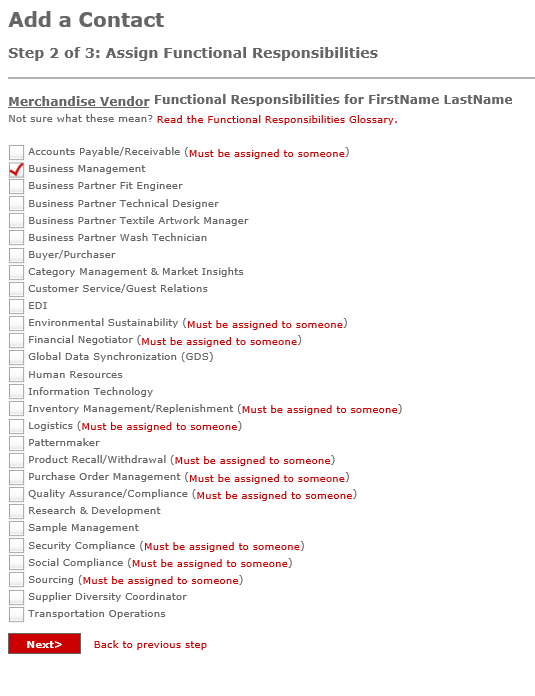 Add a Contact
Step 2 of 3: Assign Functional Responsibilities
Merchandise Vendor Functional Responsibilities for FirstName LastName
Not sure what these mean? Read the Functional Responsibilities Glossary.
Accounts Payable/Receivable (Must be assigned to someone)
Business Management
Business Partner Fit Engineer
Business Partner Technical Designer
Business Partner Textile Artwork Manager
Business Partner Wash Technician
Buyer/Purchaser
Category Management & Market Insights
Customer Service/Guest Relations
EDI
Environmental Sustainability (Must be assigned to someone)
Financial Negotiator (Must be assigned to someone)
Global Data Synchronization (GDS)
Human Resources
Information Technology
Inventory Management/Replenishment (Must be assigned to someone)
Logistics (Must be assigned to someone)
Patternmaker
Product Recall/Withdrawal (Must be assigned to someone)
Purchase Order Management (Must be assigned to someone)
Quality Assurance/Compliance (Must be assigned to someone)
Research & Development
Sample Management
Security Compliance (Must be assigned to someone)
Social Compliance (Must be assigned to someone)
Sourcing (Must be assigned to someone)
Supplier Diversity Coordinator
Transportation Operations
Next> Back to previous step